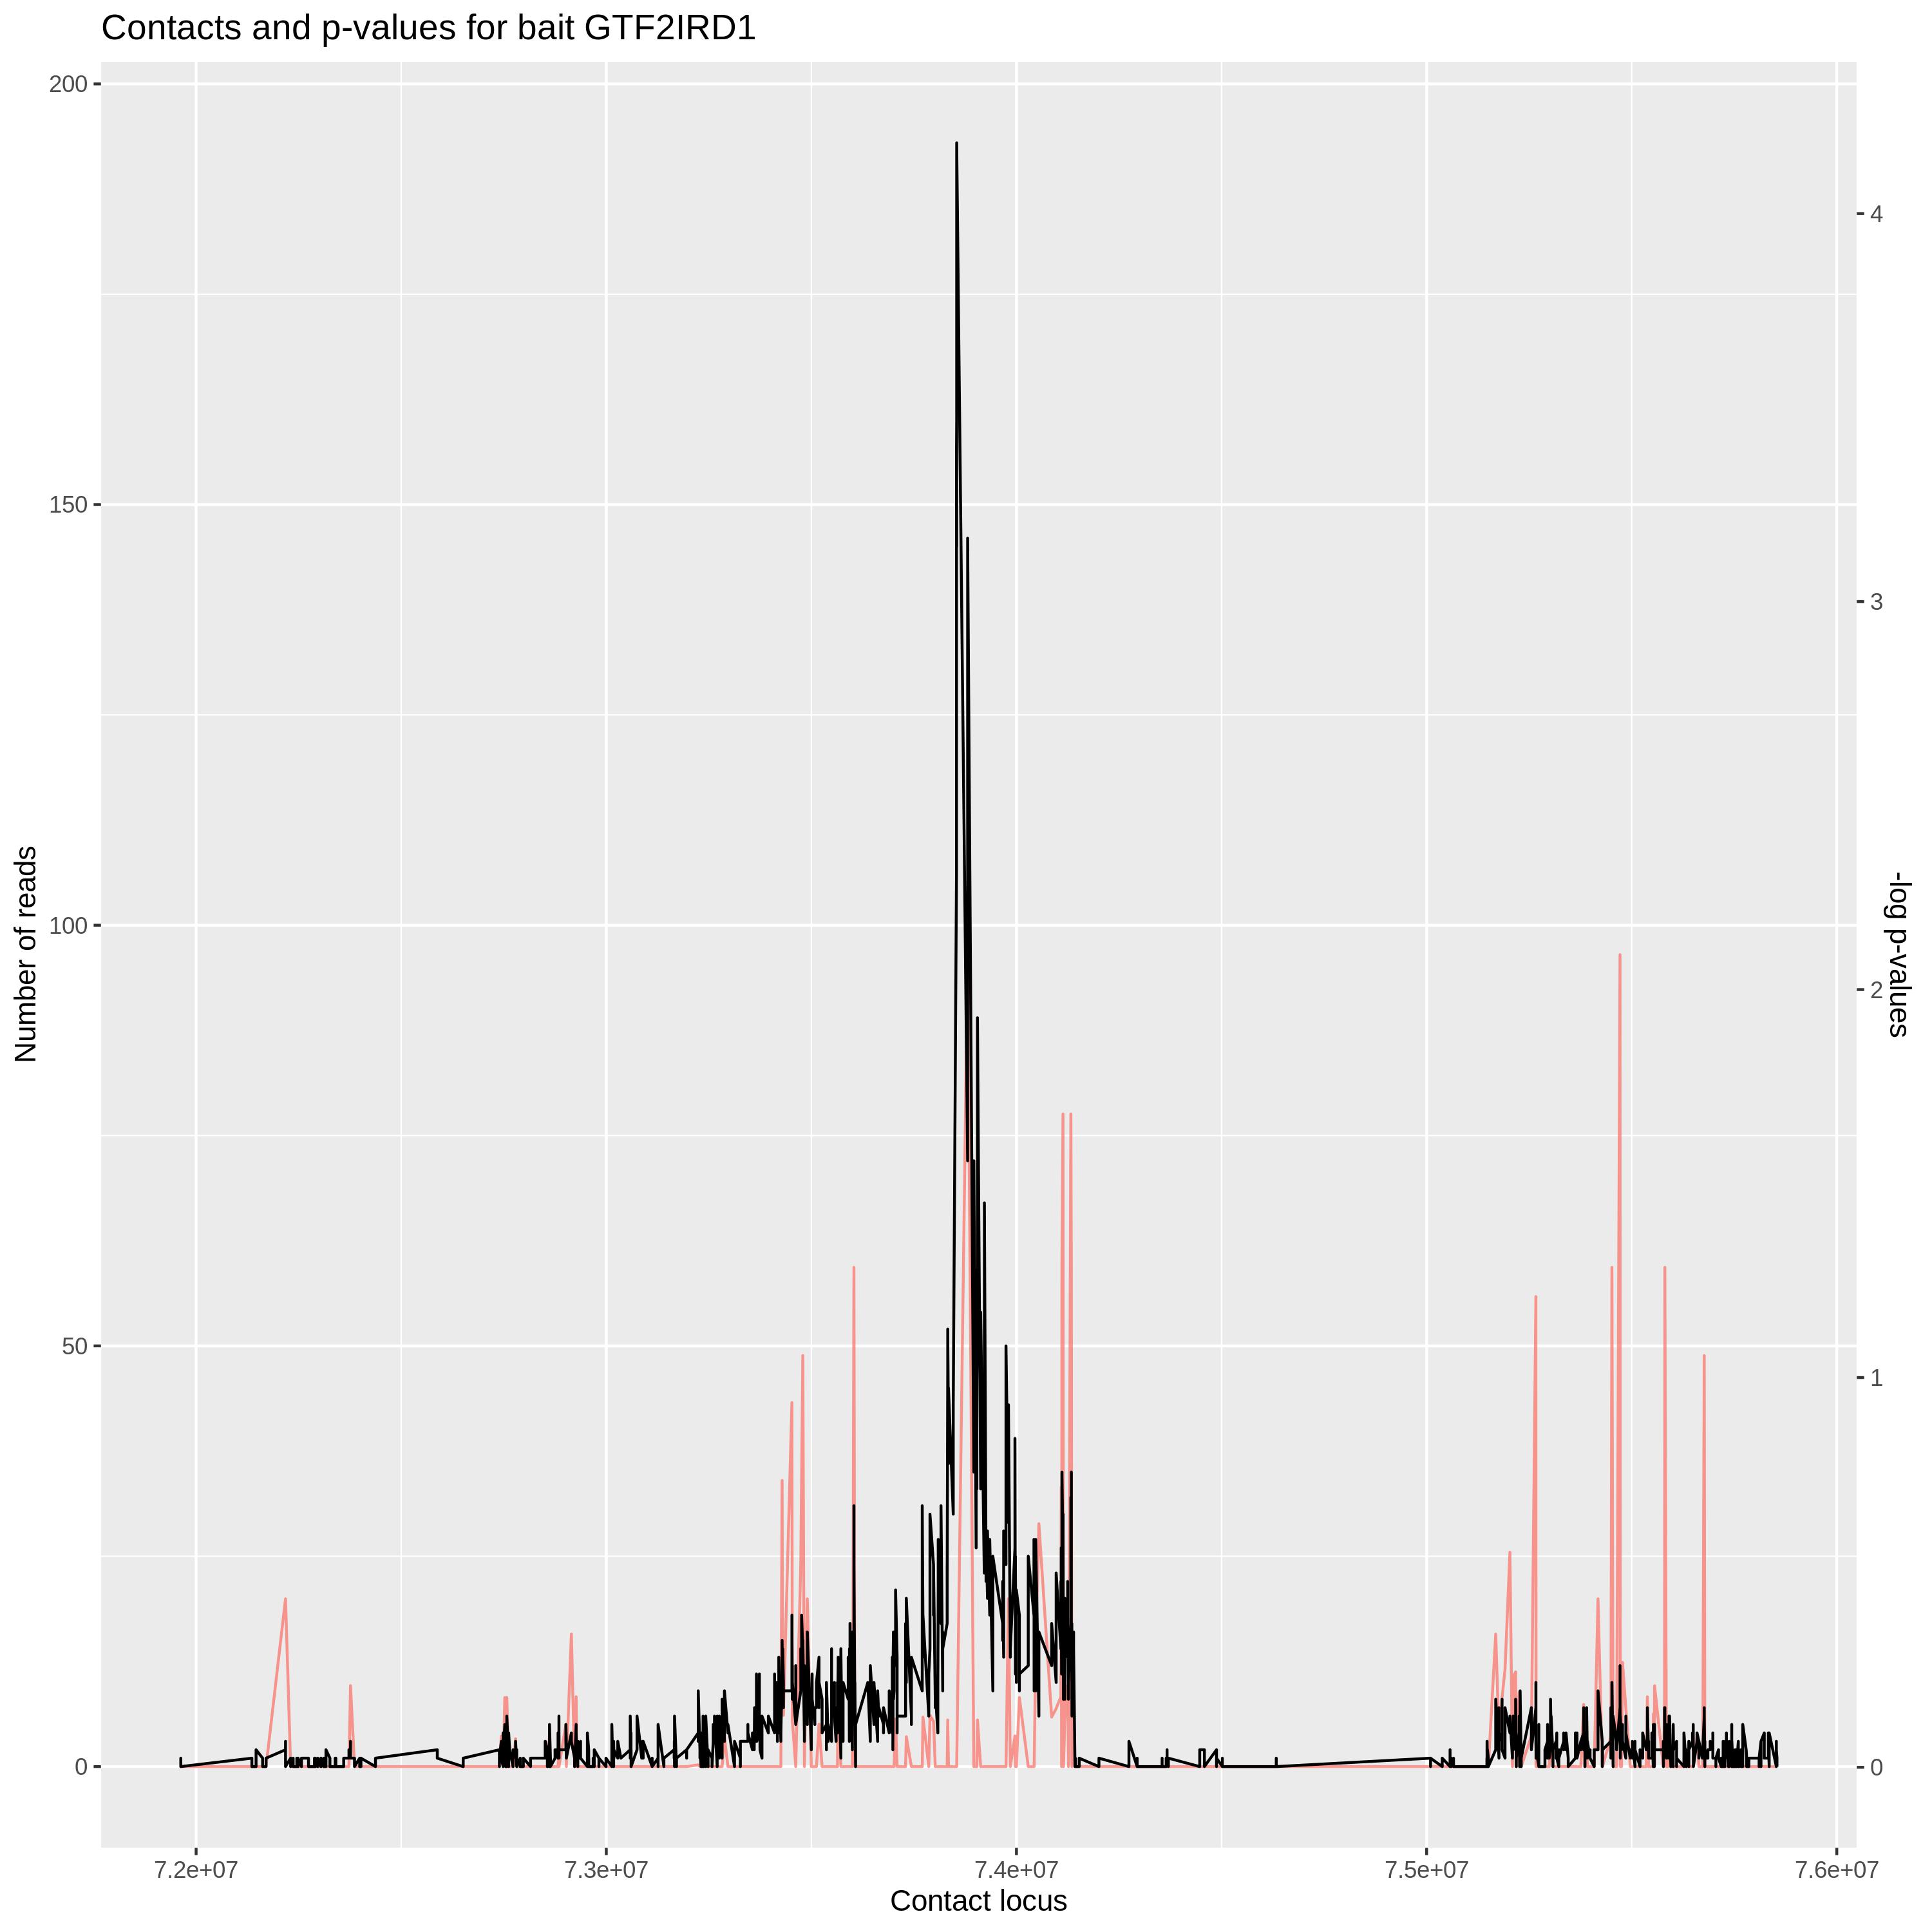 Contacts and p-values for bait GTF2IRD1
200
150
100
50
0
Number of reads
4
3
2
1
0
-log p-values
7.2e+07 7.3e+07 7.4e+07 7.5e+07 7.6e+07
Contact locus